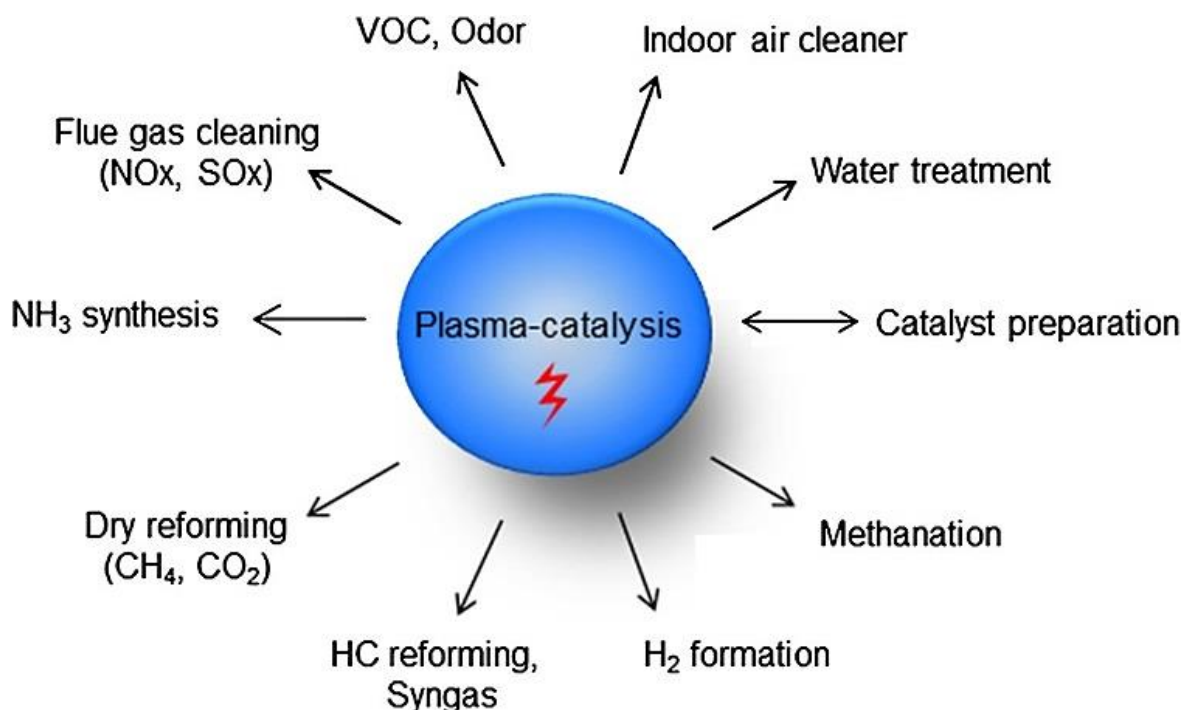 VOC, Odor
Indoor air cleaner
Flue gas cleaning
(NOx, SOx)
Water treatment
NH₃ synthesis
Plasma-catalysis
Catalyst preparation
Dry reforming
(CH₄, CO₂)
Methanation
HC reforming,
Syngas
H₂ formation